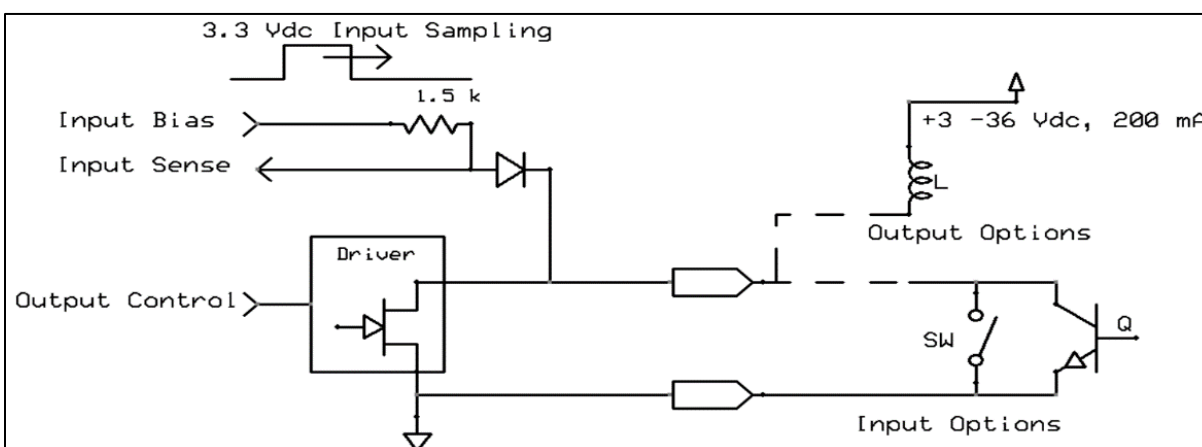 3.3 Vdc Input Sampling
1.5 k
Input Bias
+3 -36 Vdc, 200 mA
Input Sense
L
Output Options
Driver
Output Control
Q
SW
Input Options